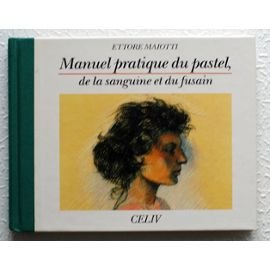 ETTORE MAIOTTI
Manuel pratique du pastel,
de la sanguine et du fusain
CELIV